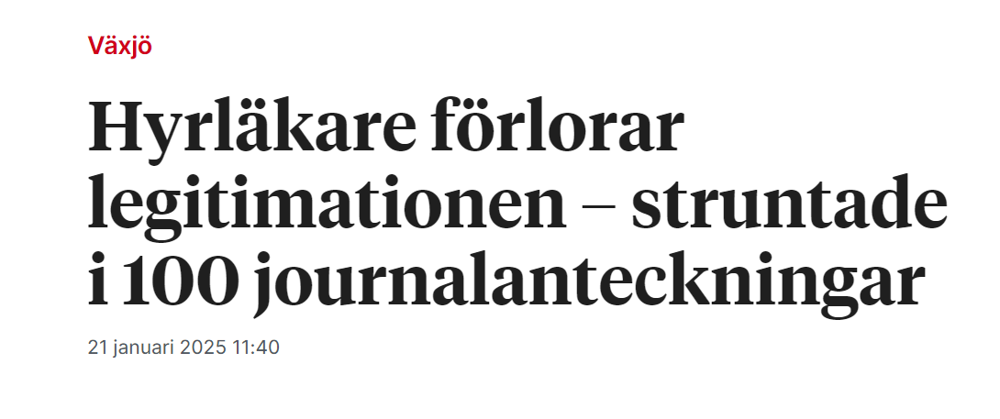 Växjö
Hyrläkare förlorar
legitimationen – struntade
i 100 journalanteckningar
21 januari 2025 11:40